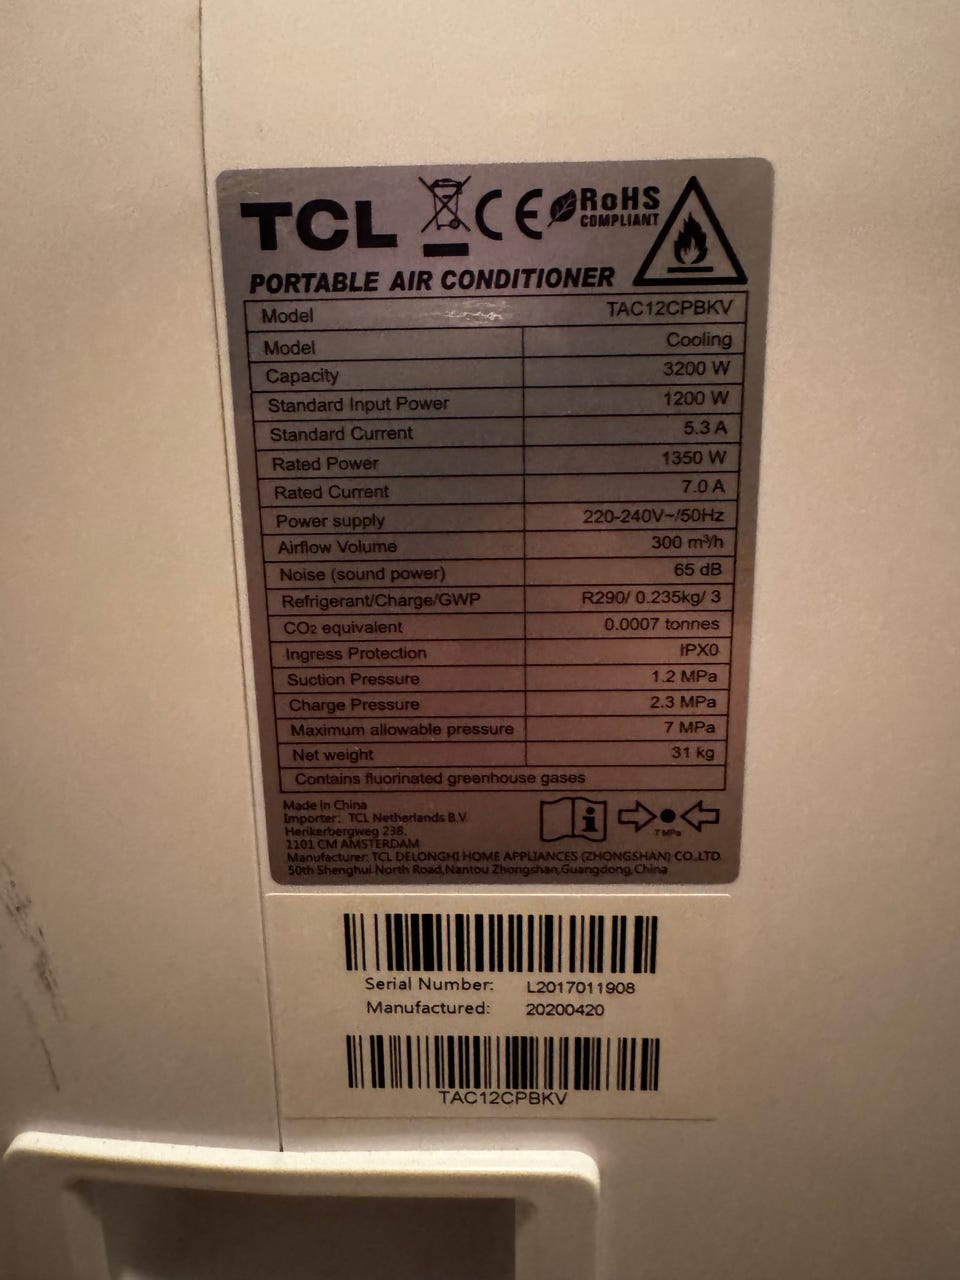 TCL CE RoHS
COMPLIANT
PORTABLE AIR CONDITIONER
Model TAC12CPBKV
Model Cooling
Capacity 3200 W
Standard Input Power 1200 W
Standard Current 5.3 A
Rated Power 1350 W
Rated Current 7.0 A
Power supply 220-240V~/50Hz
Airflow Volume 300 m³/h
Noise (sound power) 65 dB
Refrigerant/Charge/GWP R290/ 0.235kg/ 3
CO2 equivalent 0.0007 tonnes
Ingress Protection IPX0
Suction Pressure 1.2 MPa
Charge Pressure 2.3 MPa
Maximum allowable pressure 7 MPa
Net weight 31 kg
Contains fluorinated greenhouse gases
Made in China
Importer: TCL Netherlands B.V
Herikerbergweg 238,
1101 CM AMSTERDAM
7 MPa
Manufacturer: TCL DELONGHI HOME APPLIANCES (ZHONGSHAN) CO.,LTD
50th Shenghui North Road,Nantou Zhongshan,Guangdong,China
Serial Number: L2017011908
Manufactured: 20200420
TAC12CPBKV